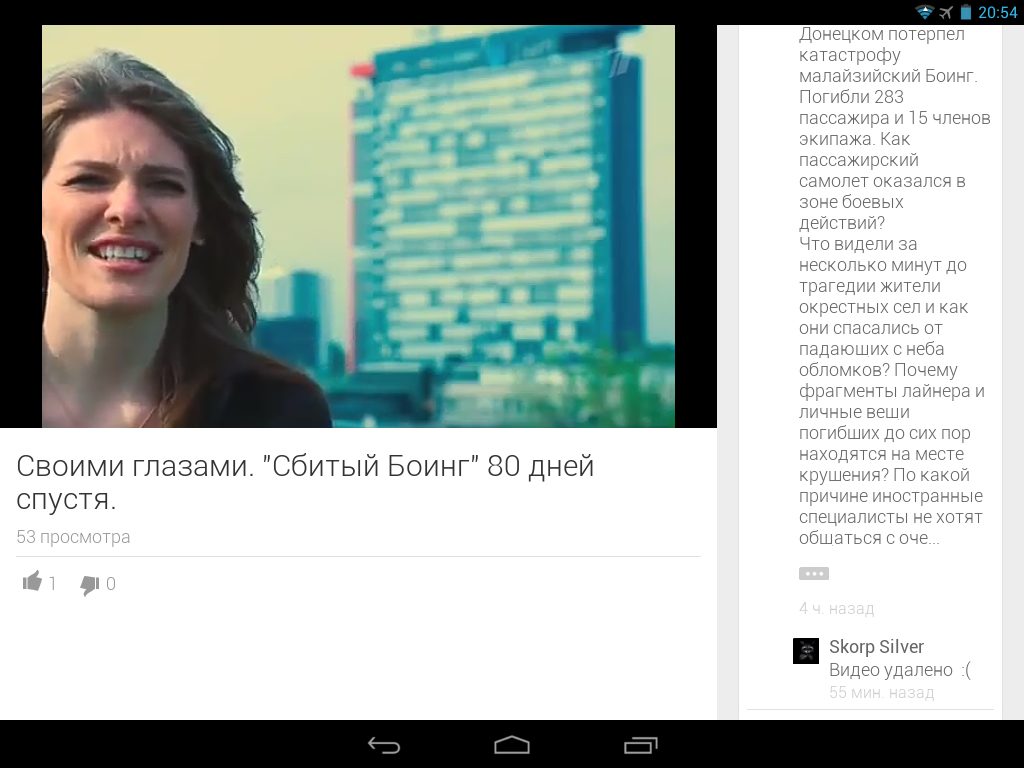 20:54
Своими глазами. "Сбитый Боинг" 80 дней
спустя.
53 просмотра
1 0
Донецком потерпел
катастрофу
малайзийский Боинг.
Погибли 283
пассажира и 15 членов
экипажа. Как
пассажирский
самолет оказался в
зоне боевых
действий?
Что видели за
несколько минут до
трагедии жители
окрестных сел и как
они спасались от
падающих с неба
обломков? Почему
фрагменты лайнера и
личные вещи
погибших до сих пор
находятся на месте
крушения? По какой
причине иностранные
специалисты не хотят
общаться с оче...
4 ч. назад
Skorp Silver
Видео удалено :(
55 мин. назад